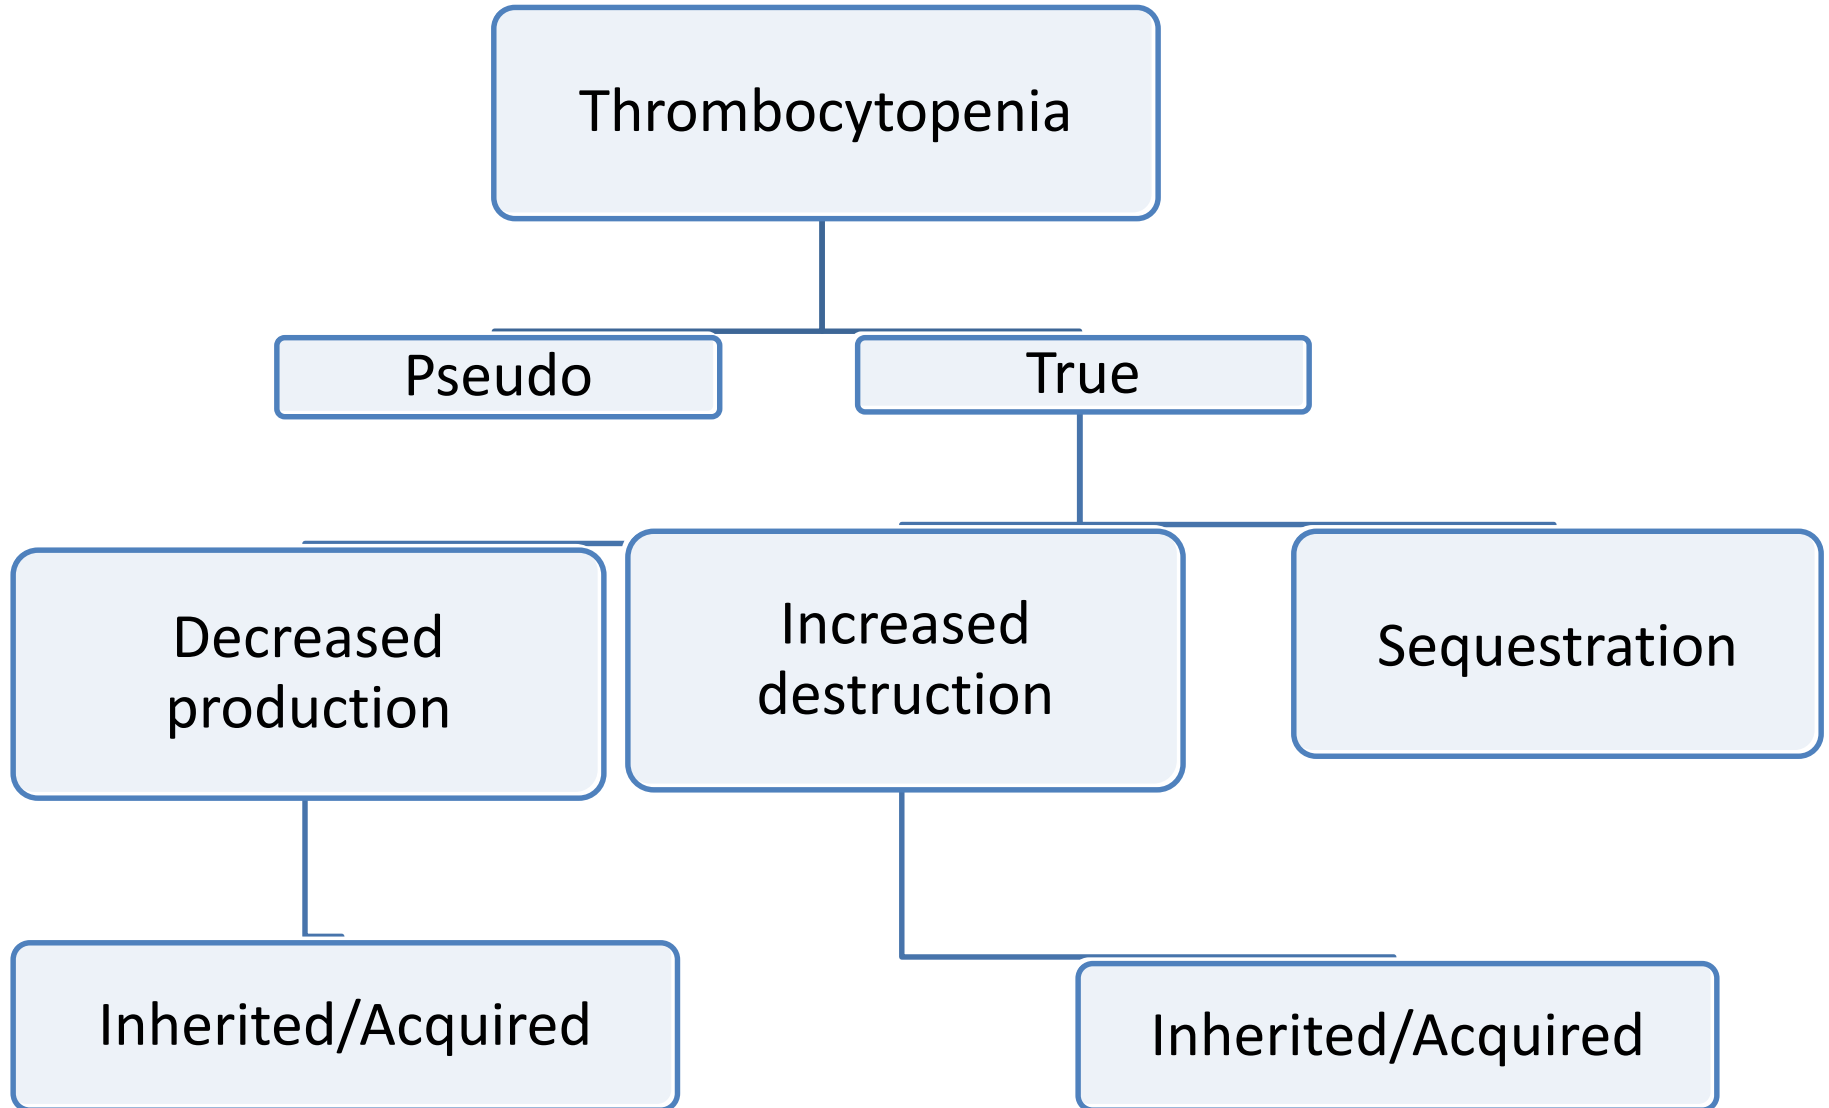 Thrombocytopenia
Pseudo
True
Decreased
production
Increased
destruction
Sequestration
Inherited/Acquired
Inherited/Acquired